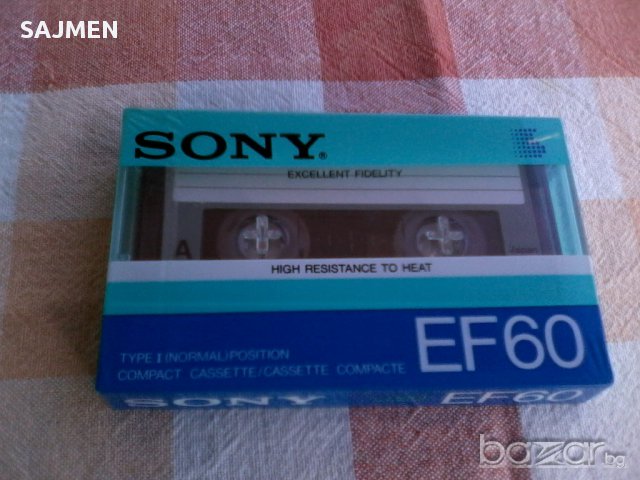 SAJMEN
SONY®
EXCELLENT FIDELITY
A
Japan
HIGH RESISTANCE TO HEAT
EF60
TYPE I (NORMAL) POSITION
COMPACT CASSETTE/CASSETTE COMPACTE
SONY EF60
bazar.bg